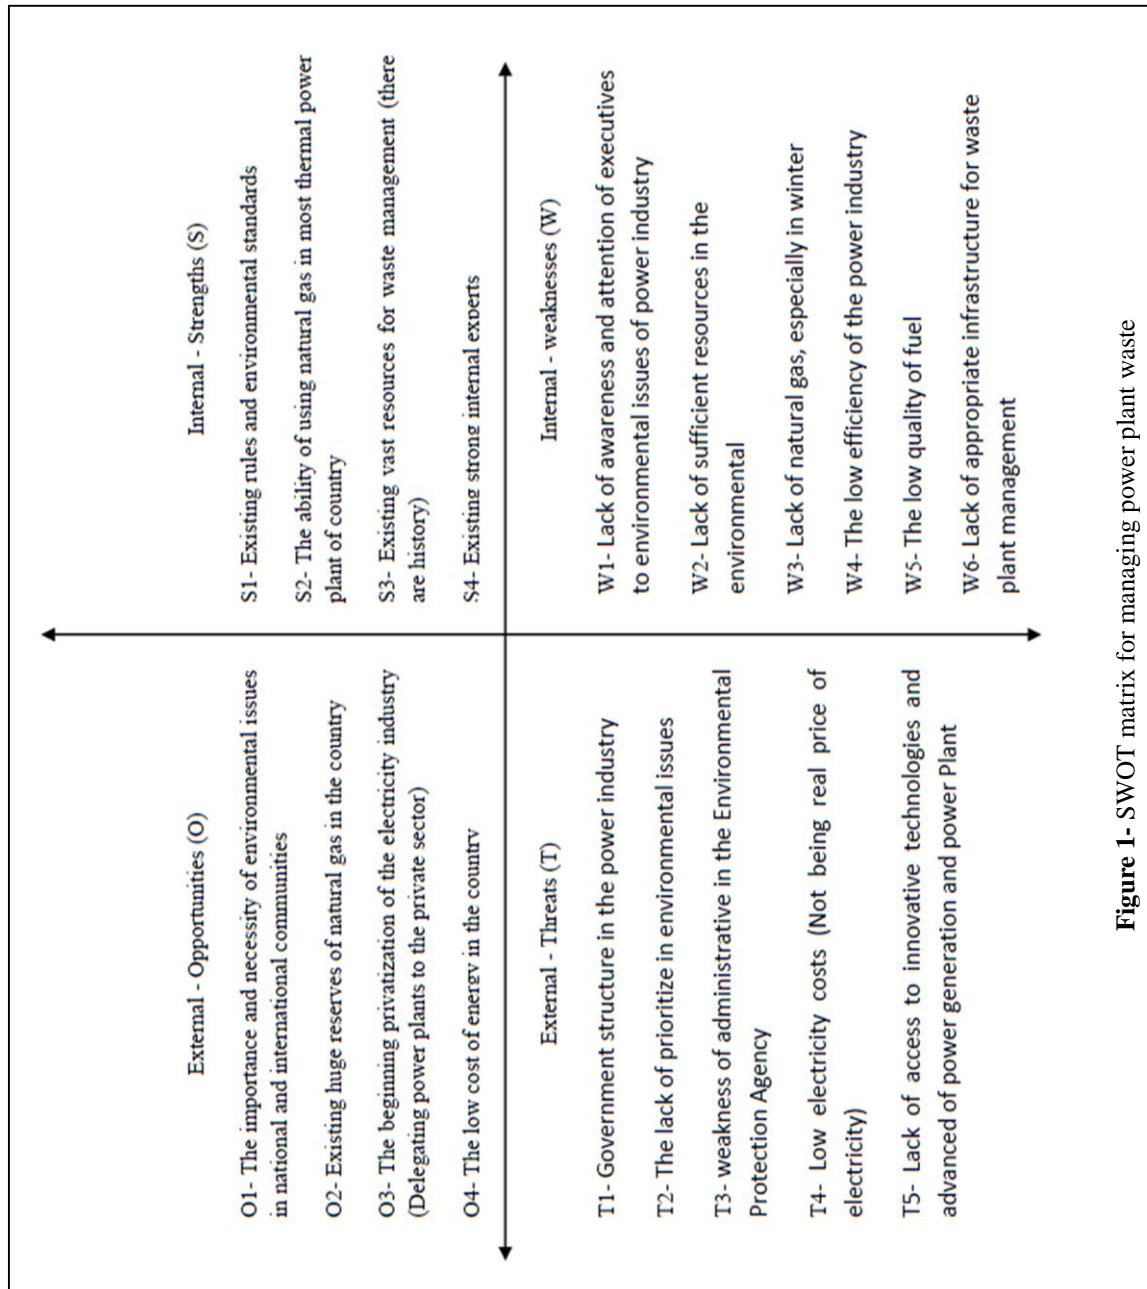 External - Opportunities (O)
O1- The importance and necessity of environmental issues
in national and international communities
O2- Existing huge reserves of natural gas in the country
O3- The beginning privatization of the electricity industry
(Delegating power plants to the private sector)
O4- The low cost of energy in the country
Internal - Strengths (S)
S1- Existing rules and environmental standards
S2- The ability of using natural gas in most thermal power
plant of country
S3- Existing vast resources for waste management (there
are history)
S4- Existing strong internal experts
External - Threats (T)
T1- Government structure in the power industry
T2- The lack of prioritize in environmental issues
T3- weakness of administrative in the Environmental
Protection Agency
T4- Low electricity costs (Not being real price of
electricity)
T5- Lack of access to innovative technologies and
advanced of power generation and power Plant
Internal - weaknesses (W)
W1- Lack of awareness and attention of executives
to environmental issues of power industry
W2- Lack of sufficient resources in the
environmental
W3- Lack of natural gas, especially in winter
W4- The low efficiency of the power industry
W5- The low quality of fuel
W6- Lack of appropriate infrastructure for waste
plant management
Figure 1- SWOT matrix for managing power plant waste